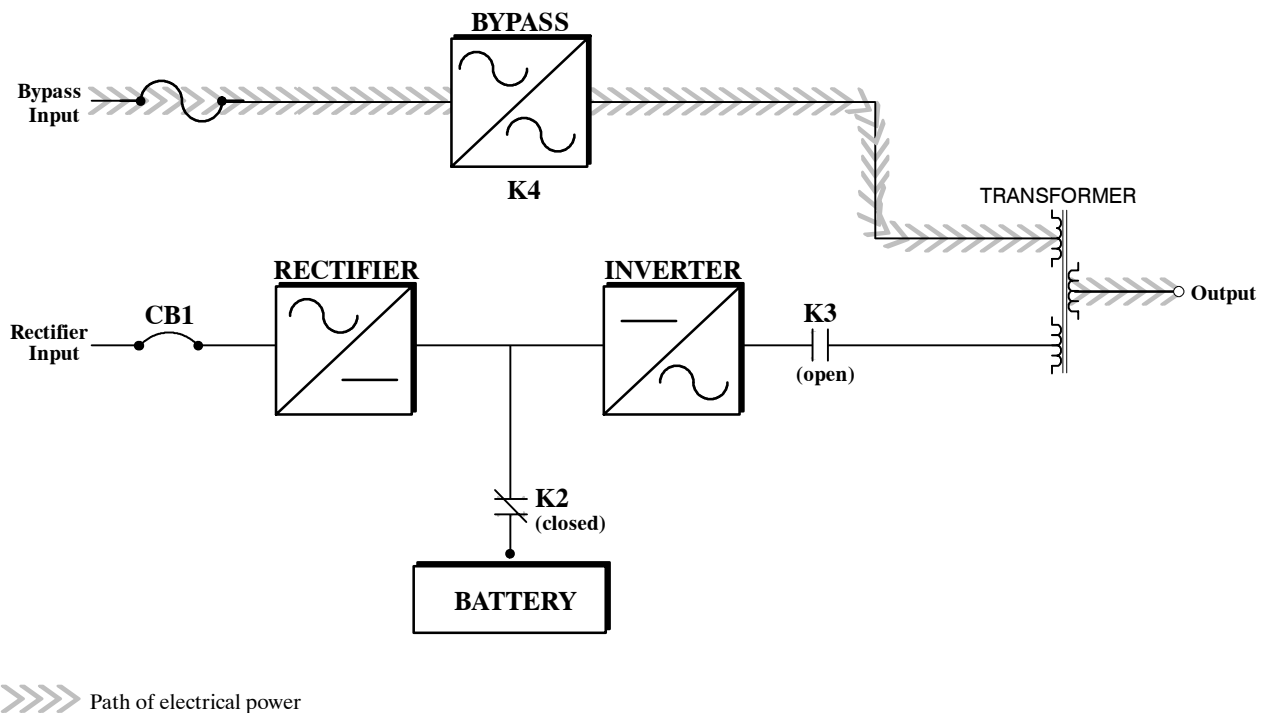 BYPASS
Bypass
Input
K4
TRANSFORMER
RECTIFIER
INVERTER
Output
CB1
K3
Rectifier
Input
(open)
K2
(closed)
BATTERY
Path of electrical power